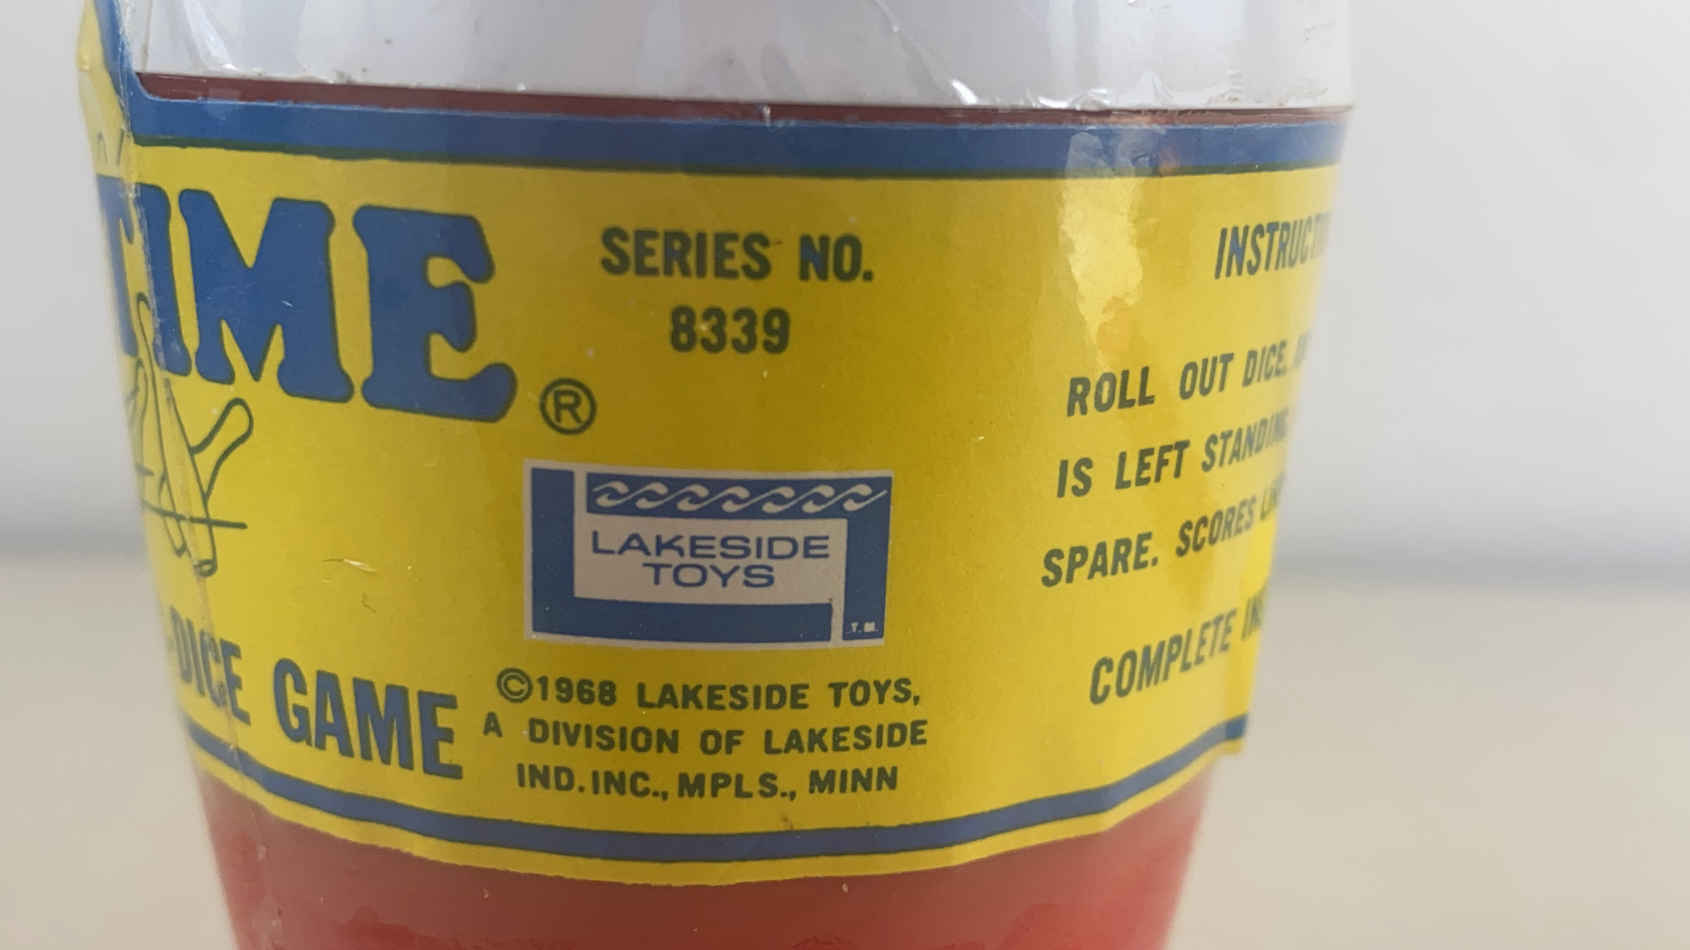 TIME ®
DICE GAME
SERIES NO.
8339
LAKESIDE
TOYS
T.M.
©1968 LAKESIDE TOYS,
A DIVISION OF LAKESIDE
IND. INC., MPLS., MINN
ROLL OUT DICE.
IS LEFT
SPARE. SCORES
COMPLETE